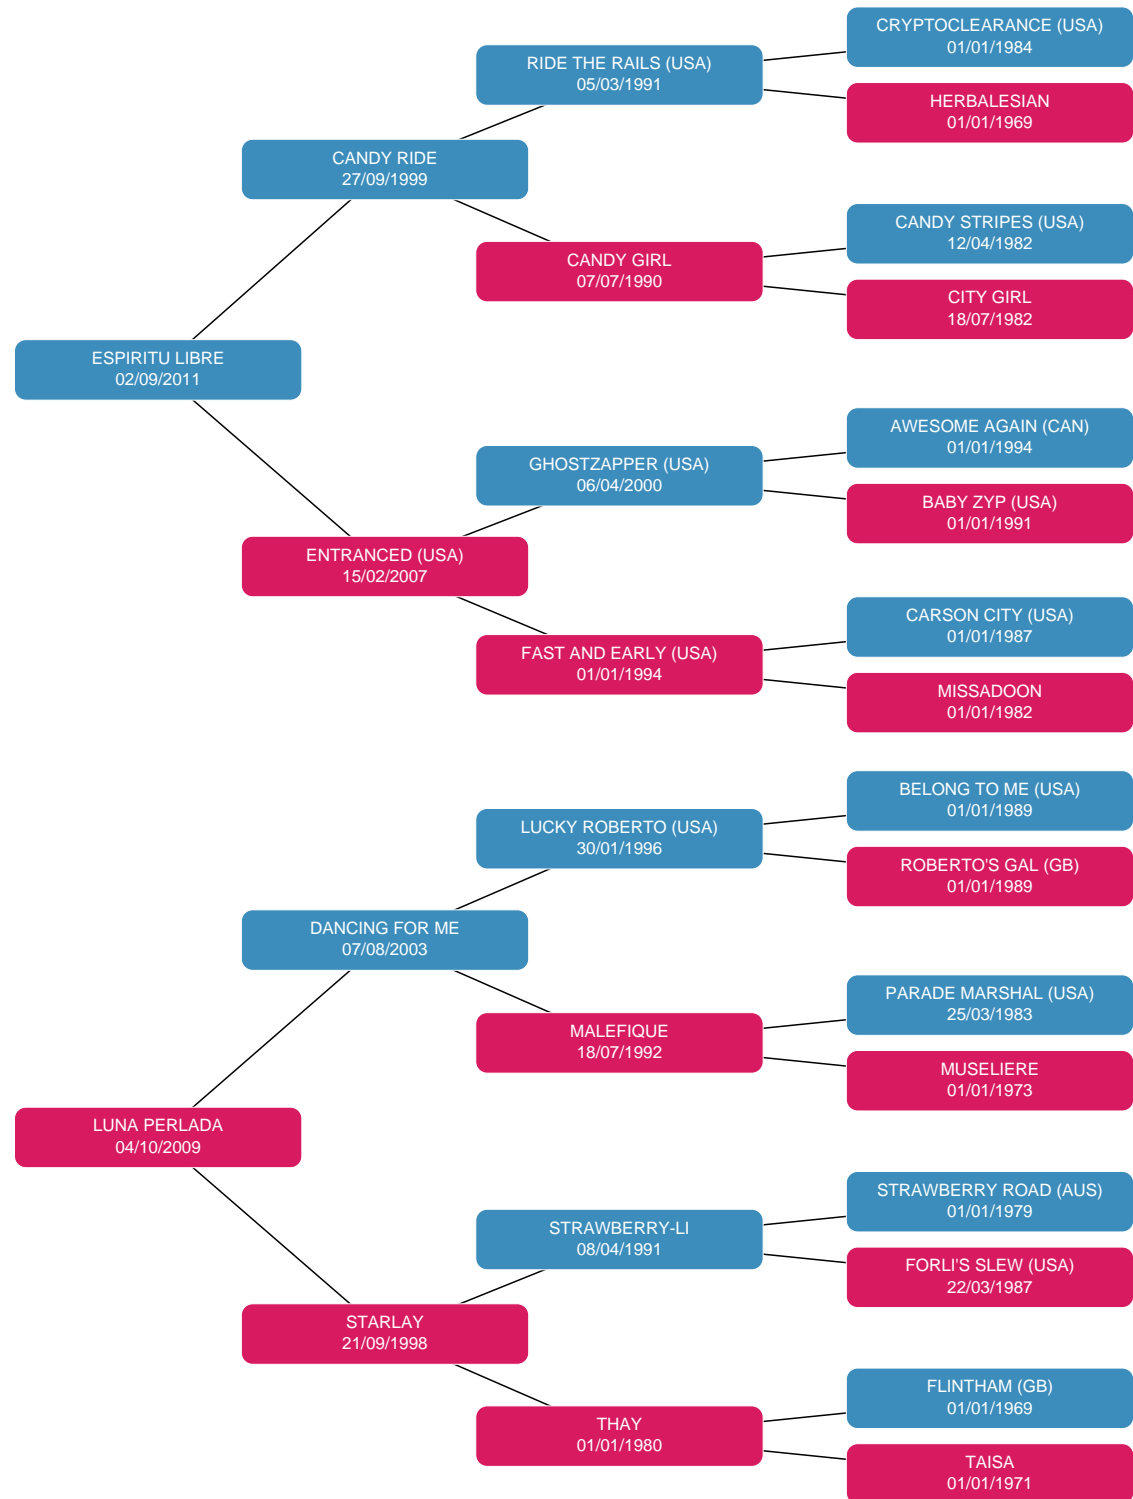 CRYPTOCLEARANCE (USA)
01/01/1984
RIDE THE RAILS (USA)
05/03/1991
HERBALESIAN
01/01/1969
CANDY RIDE
27/09/1999
CANDY STRIPES (USA)
12/04/1982
CANDY GIRL
07/07/1990
CITY GIRL
18/07/1982
ESPIRITU LIBRE
02/09/2011
AWESOME AGAIN (CAN)
01/01/1994
GHOSTZAPPER (USA)
06/04/2000
BABY ZYP (USA)
01/01/1991
ENTRANCED (USA)
15/02/2007
CARSON CITY (USA)
01/01/1987
FAST AND EARLY (USA)
01/01/1994
MISSADOON
01/01/1982
BELONG TO ME (USA)
01/01/1989
LUCKY ROBERTO (USA)
30/01/1996
ROBERTO'S GAL (GB)
01/01/1989
DANCING FOR ME
07/08/2003
PARADE MARSHAL (USA)
25/03/1983
MALEFIQUE
18/07/1992
MUSELIERE
01/01/1973
LUNA PERLADA
04/10/2009
STRAWBERRY ROAD (AUS)
01/01/1979
STRAWBERRY-LI
08/04/1991
FORLI'S SLEW (USA)
22/03/1987
STARLAY
21/09/1998
FLINTHAM (GB)
01/01/1969
THAY
01/01/1980
TAISA
01/01/1971